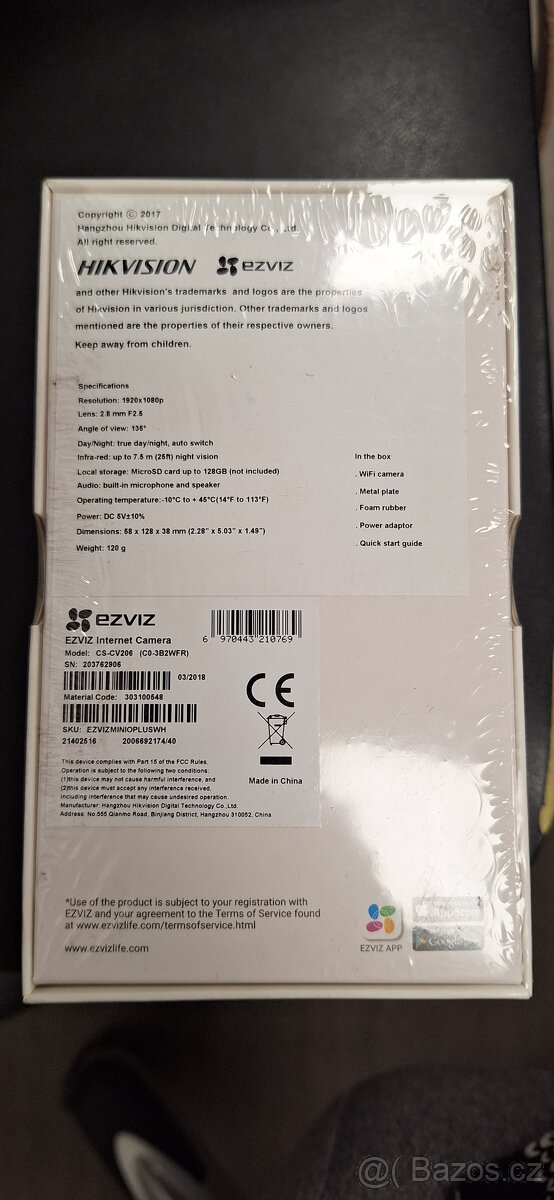 Copyright © 2017
Hangzhou Hikvision Digital Technology Co., Ltd.
All right reserved.
HIKVISION EZVIZ
and other Hikvision's trademarks and logos are the properties
of Hikvision in various jurisdiction. Other trademarks and logos
mentioned are the properties of their respective owners.
Keep away from children.
Specifications
Resolution: 1920x1080p
Lens: 2.8 mm F2.5
Angle of view: 135°
Day/Night: true day/night, auto switch
Infra-red: up to 7.5 m (25ft) night vision
Local storage: MicroSD card up to 128GB (not included)
Audio: built-in microphone and speaker
Operating temperature:-10°C to + 45°C(14°F to 113°F)
Power: DC 5V±10%
Dimensions: 58 x 128 x 38 mm (2.28" x 5.03" x 1.49")
Weight: 120 g
In the box
. WiFi camera
. Metal plate
. Foam rubber
. Power adaptor
. Quick start guide
EZVIZ
EZVIZ Internet Camera
Model: CS-CV206 (C0-3B2WFR)
SN: 203762906
6 970443 210769
03/2018
Material Code: 303100548
SKU: EZVIZMINIOPLUSWH
21402516 2006692174/40
CE
Made in China
This device complies with Part 15 of the FCC Rules.
Operation is subject to the following two conditions:
(1)this device may not cause harmful interference, and
(2)this device must accept any interference received,
including interference that may cause undesired operation.
Manufacturer: Hangzhou Hikvision Digital Technology Co.,Ltd.
Address: No.555 Qianmo Road, Binjiang District, Hangzhou 310052, China
*Use of the product is subject to your registration with
EZVIZ and your agreement to the Terms of Service found
at www.ezvizlife.com/termsofservice.html
www.ezvizlife.com
EZVIZ APP
App Store
Google
@( Bazos.cz